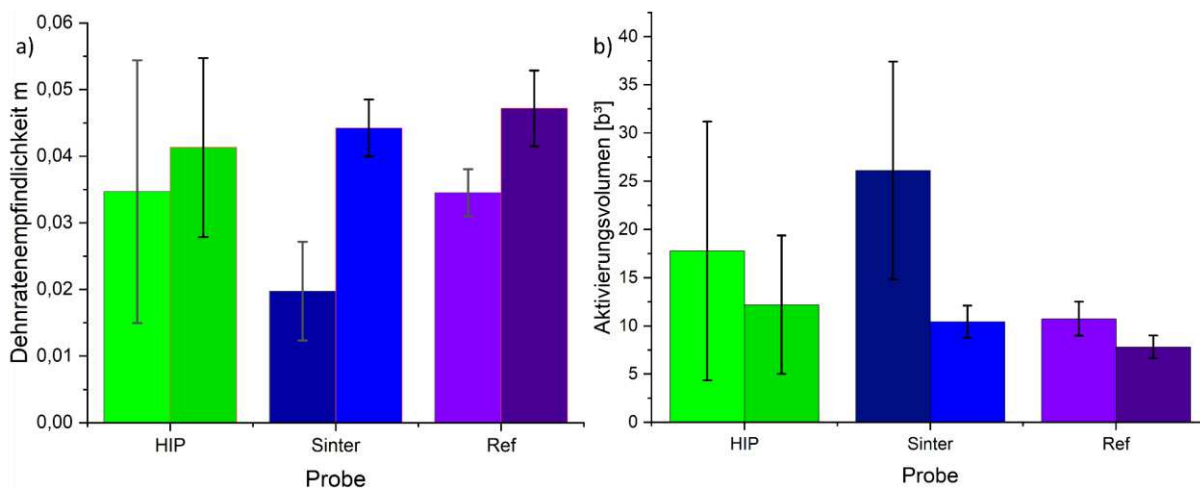 a)
Dehnratenempfindlichkeit m
0,06
0,05
0,04
0,03
0,02
0,01
0,00
HIP
Sinter
Ref
Probe
b)
Aktivierungsvolumen [b³]
40
35
30
25
20
15
10
5
0
HIP
Sinter
Ref
Probe